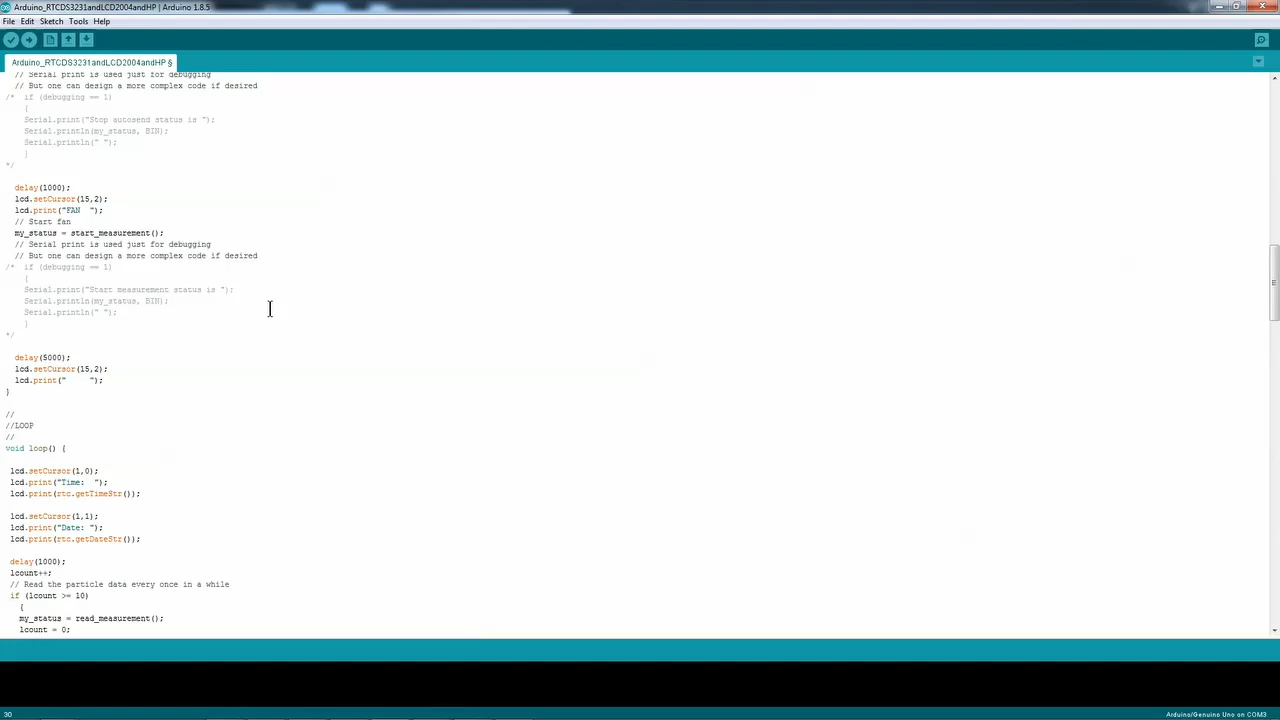 Arduino_RTCDS3231andLCD2004andHP | Arduino 1.8.5
File Edit Sketch Tools Help
Arduino_RTCDS3231andLCD2004andHP §
// Serial print is used just for debugging
// But one can design a more complex code if desired
/*  if (debugging == 1)
{
Serial.print("Stop autosend status is ");
Serial.println(my_status, BIN);
Serial.println(" ");
}
*/
delay(1000);
lcd.setCursor(15,2);
lcd.print("FAN  ");
// Start fan
my_status = start_measurement();
// Serial print is used just for debugging
// But one can design a more complex code if desired
/*  if (debugging == 1)
{
Serial.print("Start measurement status is ");
Serial.println(my_status, BIN);
Serial.println(" ");
}
*/
delay(5000);
lcd.setCursor(15,2);
lcd.print("     ");
}
//
//LOOP
//
void loop() {
lcd.setCursor(1,0);
lcd.print("Time:  ");
lcd.print(rtc.getTimeStr());
lcd.setCursor(1,1);
lcd.print("Date: ");
lcd.print(rtc.getDateStr());
delay(1000);
lcount++;
// Read the particle data every once in a while
if (lcount >= 10)
{
my_status = read_measurement();
lcount = 0;
30
Arduino/Genuino Uno on COM3